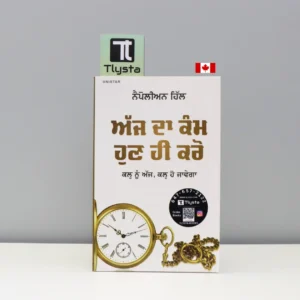 Tlysta
ਨੈਪੋਲੀਅਨ ਹਿੱਲ
ਅੱਜ ਦਾ ਕੰਮ
ਹੁਣ ਹੀ ਕਰੋ
ਕਲ੍ਹ ਨੂੰ ਅੱਜ, ਕਲ੍ਹ ਹੋ ਜਾਵੇਗਾ
Tlysta